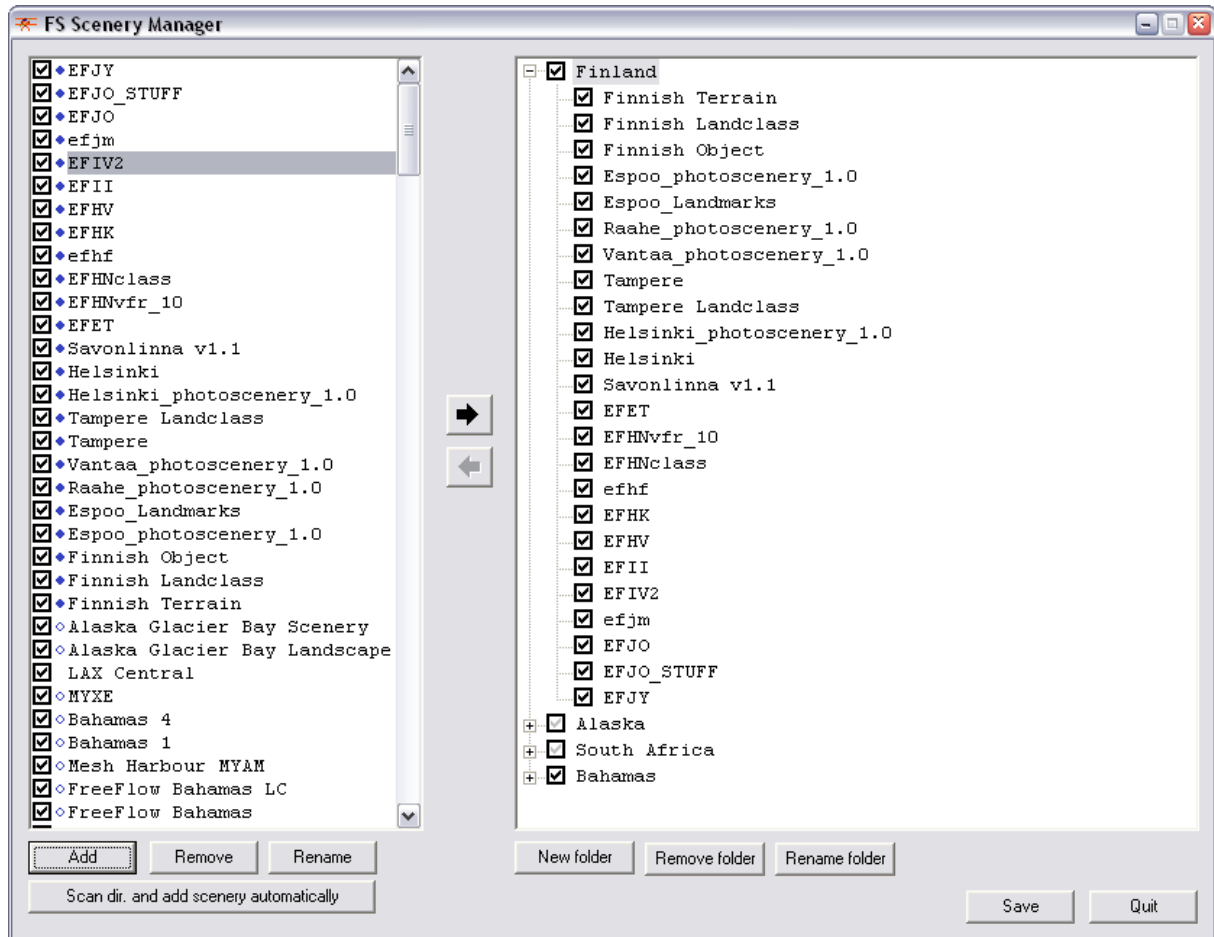 FS Scenery Manager
EFJY
EFJO_STUFF
EFJO
efjm
EFIV2
EFII
EFHV
EFHK
efhf
EFHNclass
EFHNvfr_10
EFET
Savonlinna v1.1
Helsinki
Helsinki_photoscenery_1.0
Tampere Landclass
Tampere
Vantaa_photoscenery_1.0
Raahe_photoscenery_1.0
Espoo_Landmarks
Espoo_photoscenery_1.0
Finnish Object
Finnish Landclass
Finnish Terrain
Alaska Glacier Bay Scenery
Alaska Glacier Bay Landscape
LAX Central
MYXE
Bahamas 4
Bahamas 1
Mesh Harbour MYAM
FreeFlow Bahamas LC
FreeFlow Bahamas
Add
Remove
Rename
Scan dir. and add scenery automatically
Finland
Finnish Terrain
Finnish Landclass
Finnish Object
Espoo_photoscenery_1.0
Espoo_Landmarks
Raahe_photoscenery_1.0
Vantaa_photoscenery_1.0
Tampere
Tampere Landclass
Helsinki_photoscenery_1.0
Helsinki
Savonlinna v1.1
EFET
EFHNvfr_10
EFHNclass
efhf
EFHK
EFHV
EFII
EFIV2
efjm
EFJO
EFJO_STUFF
EFJY
Alaska
South Africa
Bahamas
New folder
Remove folder
Rename folder
Save
Quit